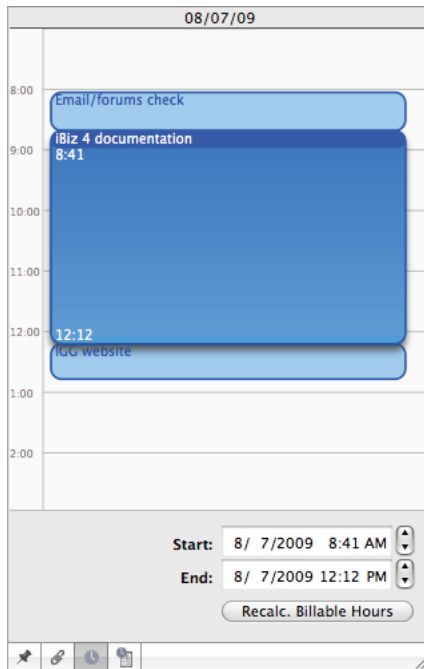 08/07/09
8:00
Email/forums check
iBiz 4 documentation
9:00
8:41
10:00
11:00
12:00
12:12
IGG website
1:00
2:00
Start: 8/ 7/2009 8:41 AM
End: 8/ 7/2009 12:12 PM
Recalc. Billable Hours